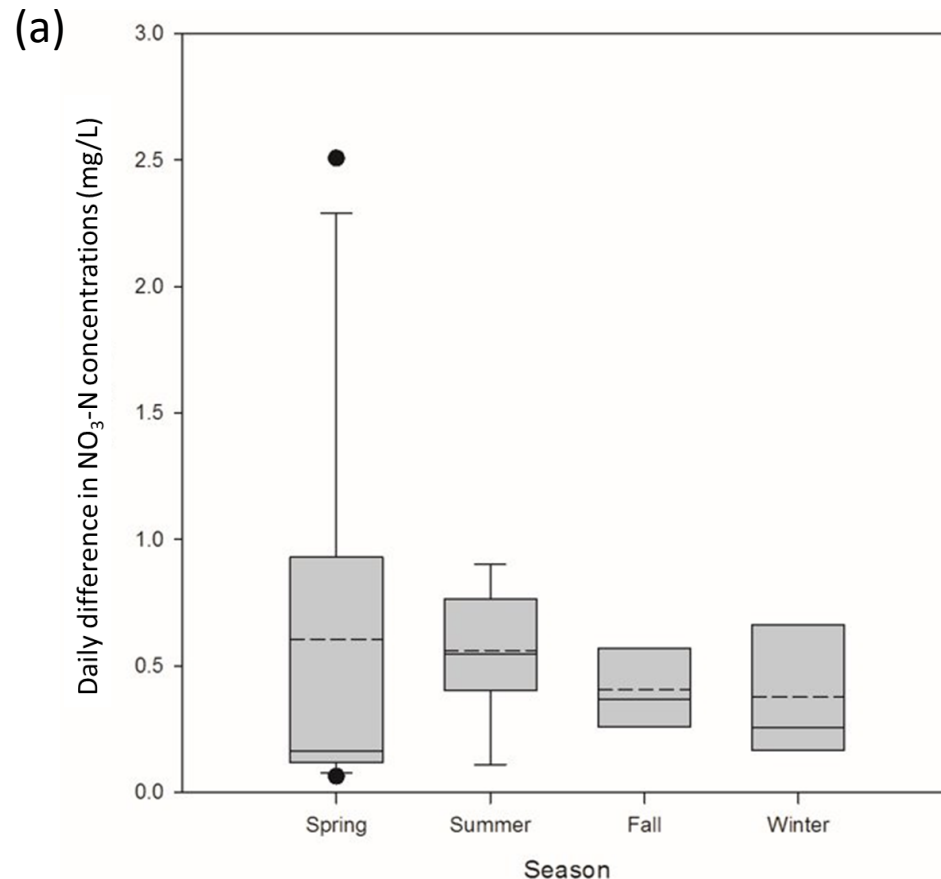 (a)
Daily difference in NO₃-N concentrations (mg/L)
3.0
2.5
2.0
1.5
1.0
0.5
0.0
Spring Summer Fall Winter
Season